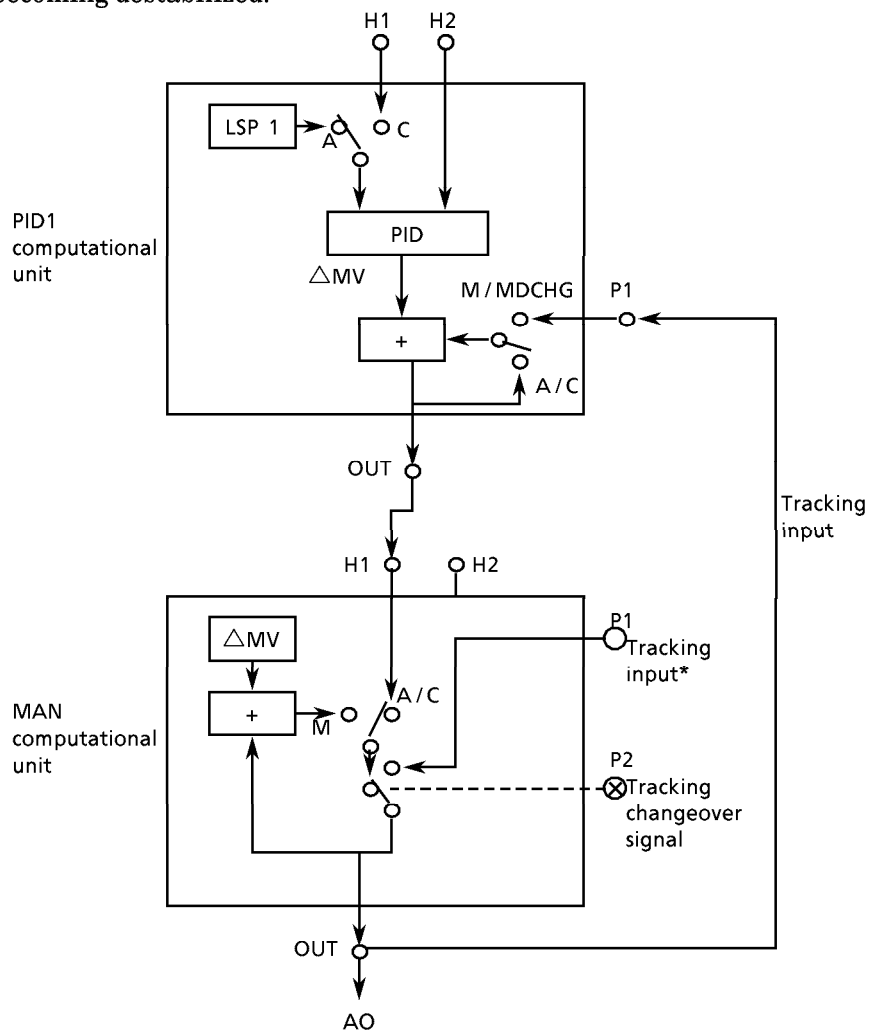 becoming destabilized.
H1 H2
LSP 1
A
C
PID1
computational
unit
PID
△MV
M/MDCHG P1
+
A/C
OUT
Tracking
input
H1 H2
△MV
P1
Tracking
input*
MAN
computational
unit
+
M
A/C
P2
Tracking
changeover
signal
OUT
AO